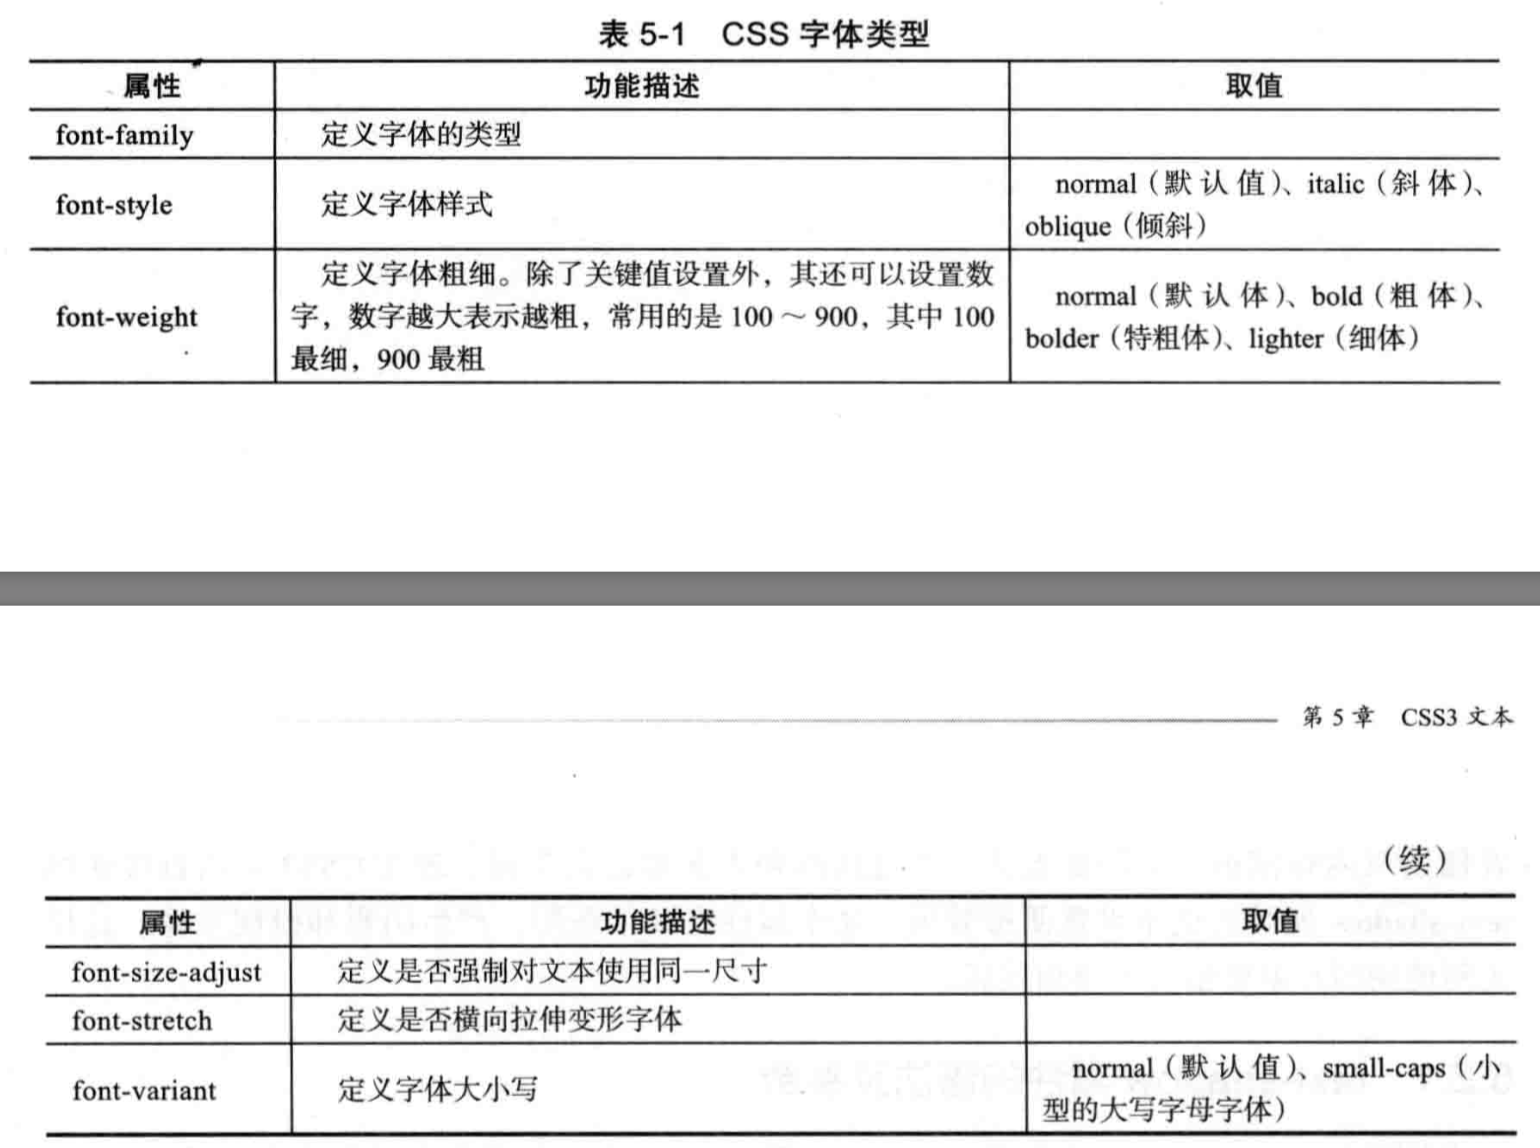 表 5-1 CSS 字体类型
属性 功能描述 取值
font-family 定义字体的类型
font-style 定义字体样式 normal（默认值）、italic（斜体）、
oblique（倾斜）
font-weight
定义字体粗细。除了关键值设置外，其还可以设置数
字，数字越大表示越粗，常用的是 100～900，其中 100
最细，900 最粗
normal（默认体）、bold（粗体）、
bolder（特粗体）、lighter（细体）
第 5 章 CSS3 文本
（续）
属性 功能描述 取值
font-size-adjust 定义是否强制对文本使用同一尺寸
font-stretch 定义是否横向拉伸变形字体
font-variant 定义字体大小写 normal（默认值）、small-caps（小
型的大写字母字体）